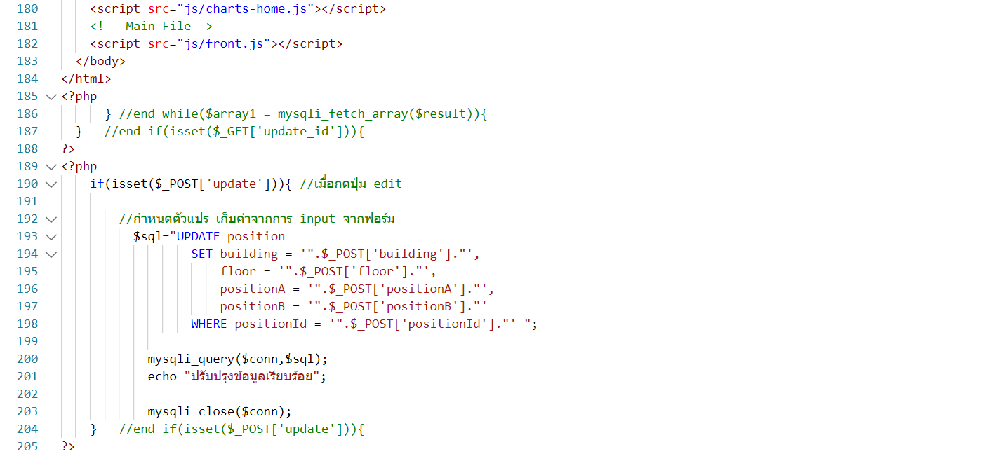 180 <script src="js/charts-home.js"></script>
181 <!-- Main File-->
182 <script src="js/front.js"></script>
183 </body>
184 </html>
185 <?php
186 } //end while($array1 = mysqli_fetch_array($result)){
187 } //end if(isset($_GET['update_id'])){
188 ?>
189 <?php
190 if(isset($_POST['update'])){ //เมื่อกดปุ่ม edit
191
192 //กำหนดตัวแปร เก็บค่าจากการ input จากฟอร์ม
193 $sql="UPDATE position
194 SET building = '".$_POST['building']."',
195 floor = '".$_POST['floor']."',
196 positionA = '".$_POST['positionA']."',
197 positionB = '".$_POST['positionB']."'
198 WHERE positionId = '".$_POST['positionId']."' ";
199
200 mysqli_query($conn,$sql);
201 echo "ปรับปรุงข้อมูลเรียบร้อย";
202
203 mysqli_close($conn);
204 } //end if(isset($_POST['update'])){
205 ?>